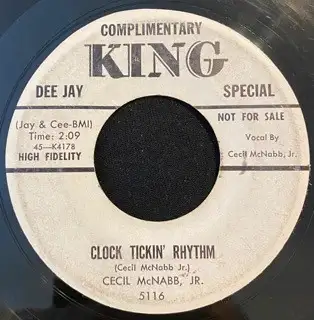 COMPLIMENTARY
KING
DEE JAY SPECIAL
(Jay & Cee-BMI)
Time: 2:09
45—K4178
HIGH FIDELITY
NOT FOR SALE
Vocal By
Cecil McNabb, Jr.
CLOCK TICKIN' RHYTHM
(Cecil McNabb Jr.)
CECIL McNABB, JR.
5116